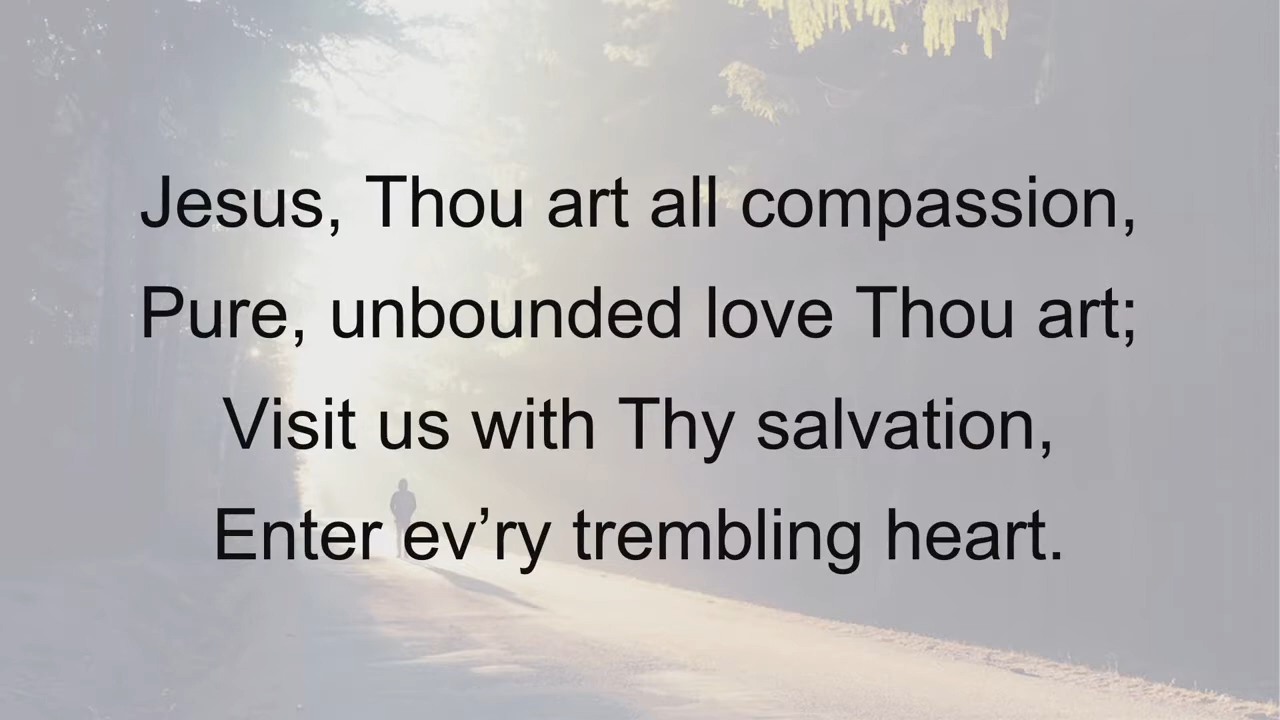 Jesus, Thou art all compassion,
Pure, unbounded love Thou art;
Visit us with Thy salvation,
Enter ev’ry trembling heart.